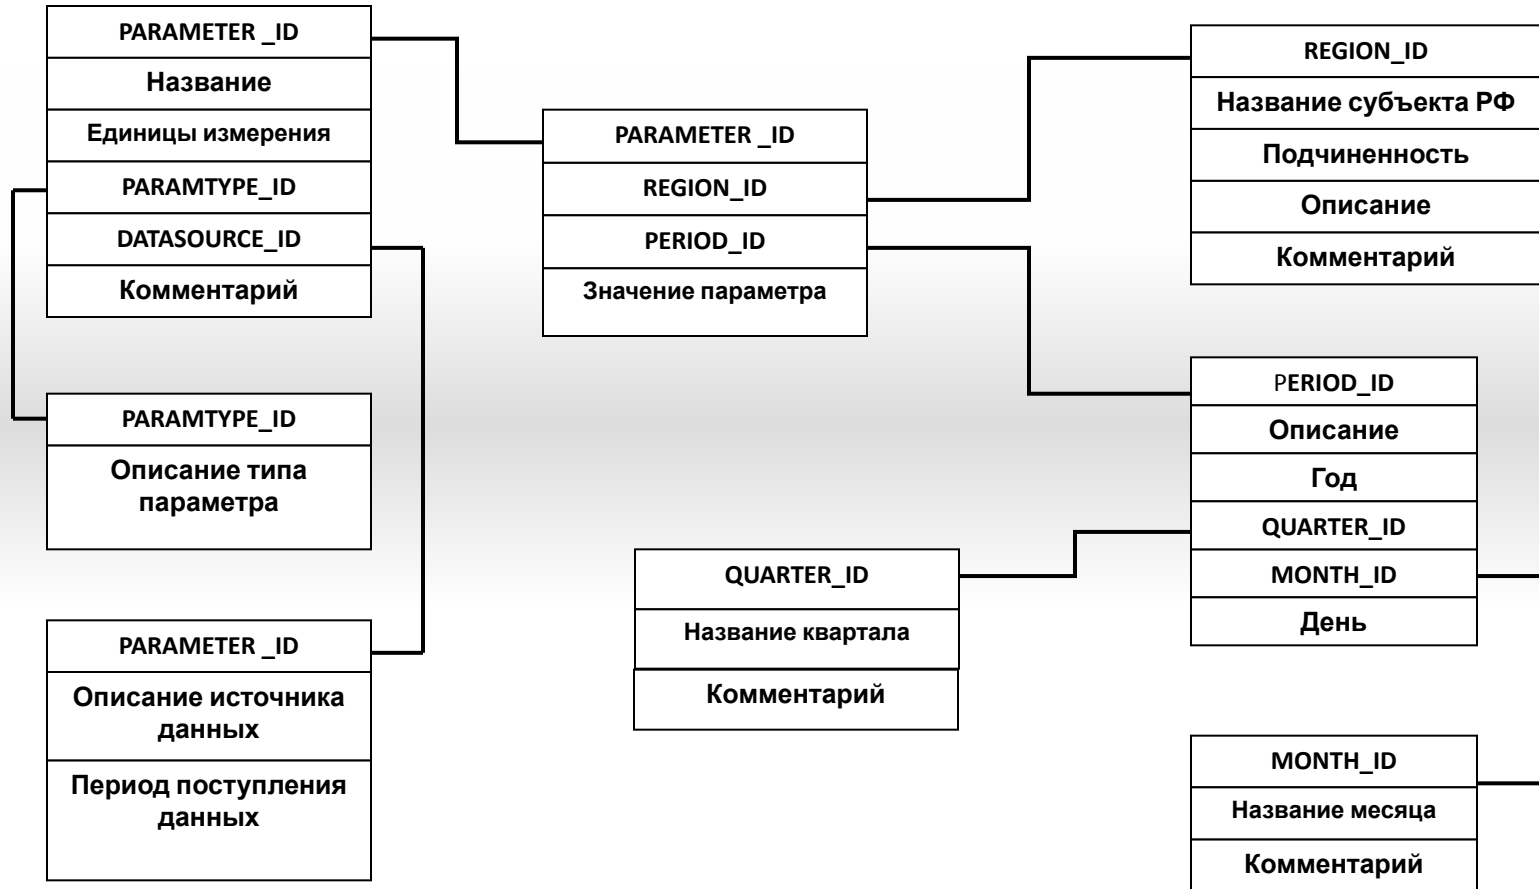 PARAMETER _ID
Название
Единицы измерения
PARAMTYPE_ID
DATASOURCE_ID
Комментарий
PARAMTYPE_ID
Описание типа
параметра
PARAMETER _ID
Описание источника
данных
Период поступления
данных
PARAMETER _ID
REGION_ID
PERIOD_ID
Значение параметра
QUARTER_ID
Название квартала
Комментарий
REGION_ID
Название субъекта РФ
Подчиненность
Описание
Комментарий
PERIOD_ID
Описание
Год
QUARTER_ID
MONTH_ID
День
MONTH_ID
Название месяца
Комментарий